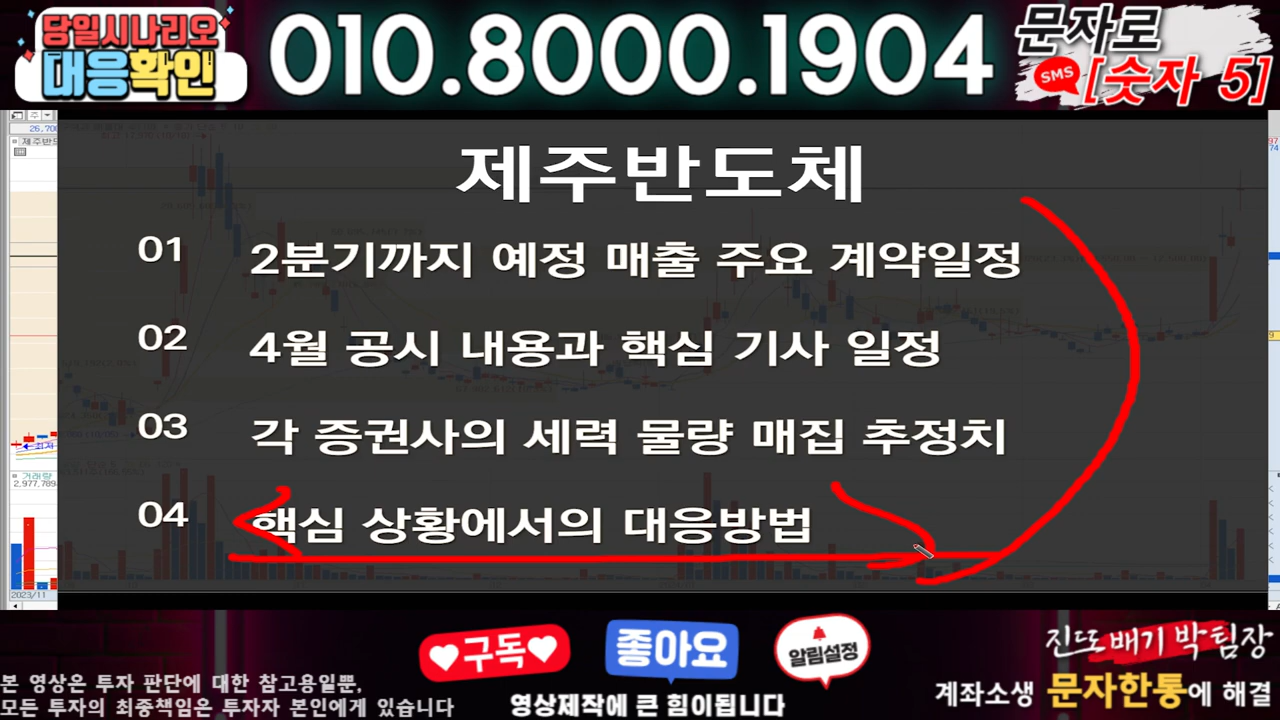 당일시나리오
대응확인
010.8000.1904
문자로
SMS
[숫자 5]
제주반도체
01 2분기까지 예정 매출 주요 계약일정
02 4월 공시 내용과 핵심 기사 일정
03 각 증권사의 세력 물량 매집 추정치
04 핵심 상황에서의 대응방법
거래량
2023/11
구독
좋아요
알림설정
영상제작에 큰 힘이됩니다
본 영상은 투자 판단에 대한 참고용일뿐,
모든 투자의 최종책임은 투자자 본인에게 있습니다
진또배기 박팀장
계좌소생 문자한통에 해결